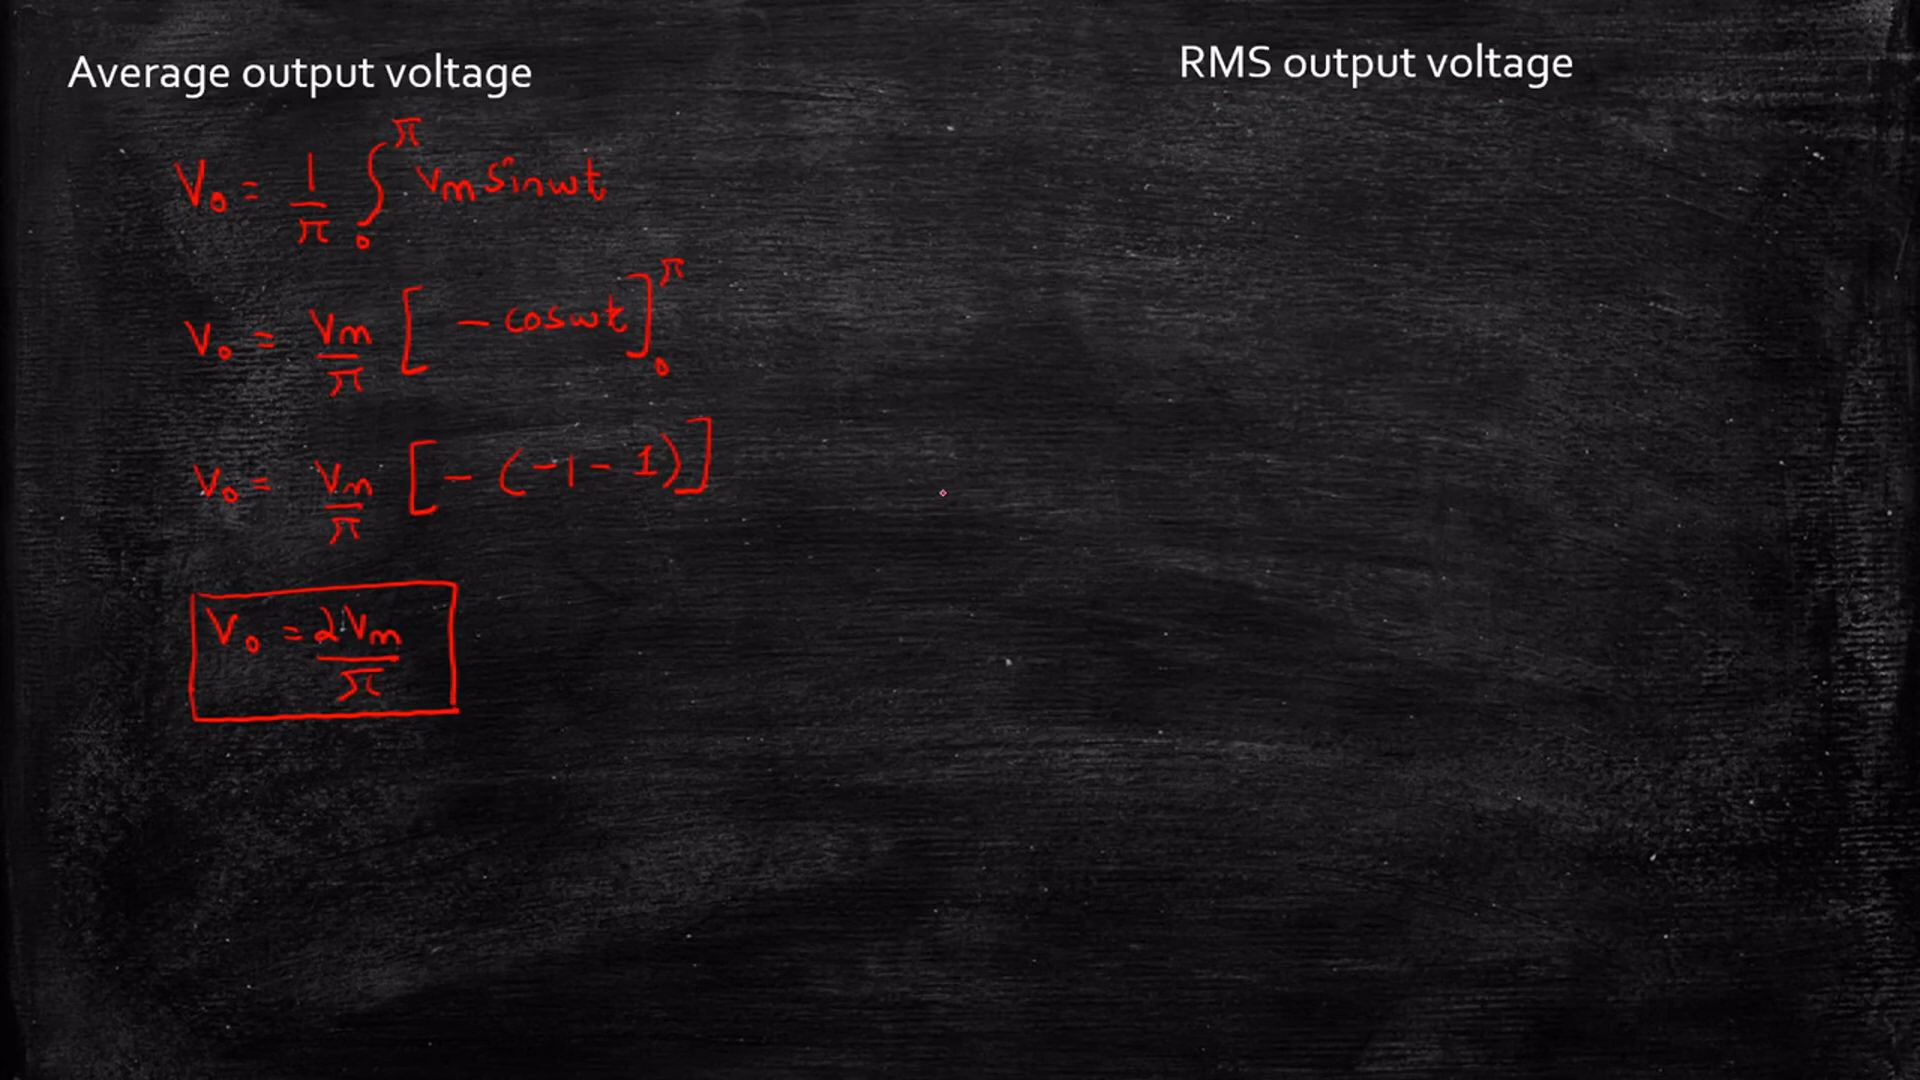 Average output voltage
RMS output voltage
V₀ = 1/π ∫₀^π Vm sinωt
V₀ = Vm/π [ - cosωt ]₀^π
V₀ = Vm/π [ - (-1 - 1) ]
V₀ = 2Vm/π